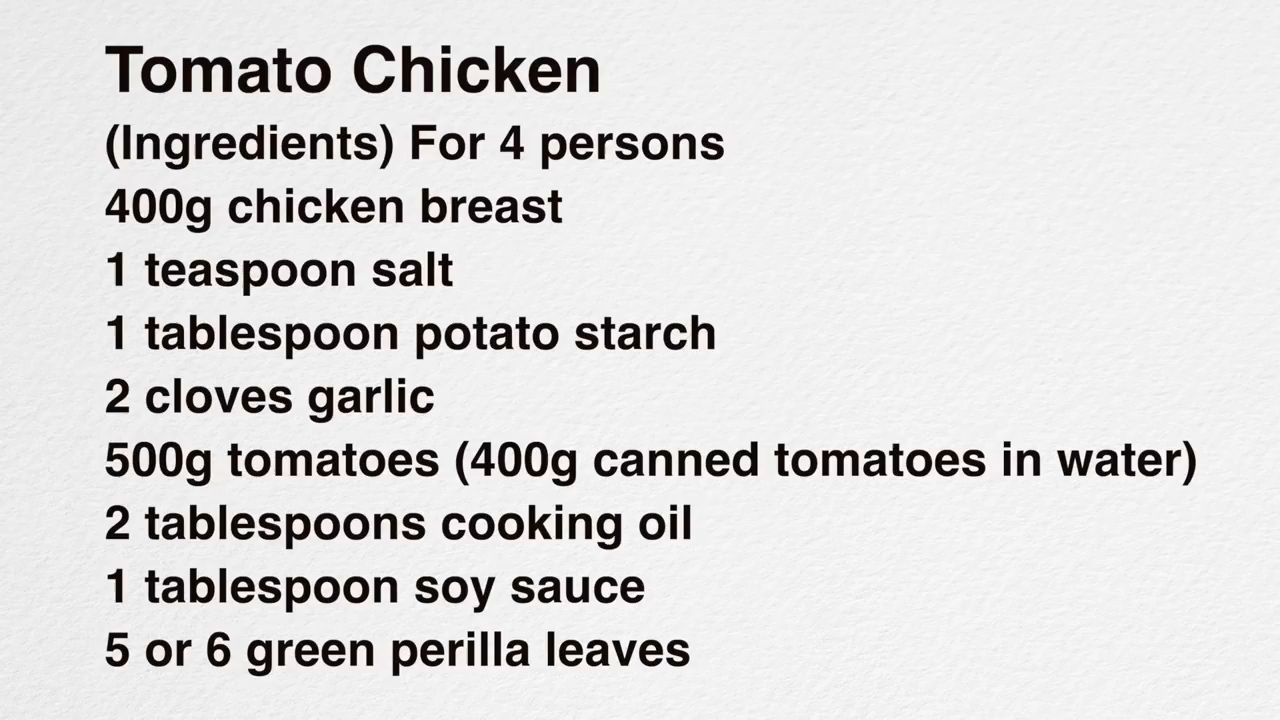 Tomato Chicken
(Ingredients) For 4 persons
400g chicken breast
1 teaspoon salt
1 tablespoon potato starch
2 cloves garlic
500g tomatoes (400g canned tomatoes in water)
2 tablespoons cooking oil
1 tablespoon soy sauce
5 or 6 green perilla leaves